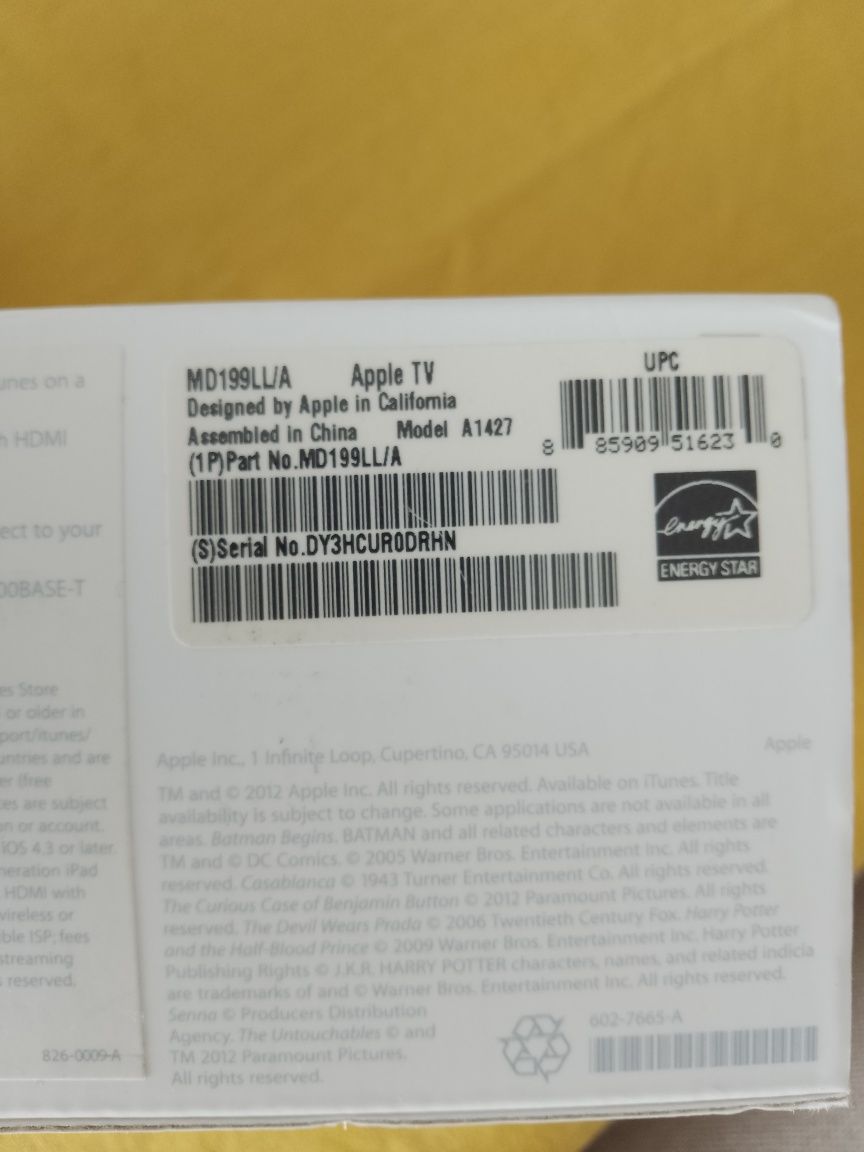 unes on a
h HDMI
ect to your
00BASE-T
es Store
or older in
port/itunes/
untries and are
er (free
ces are subject
on or account.
iOS 4.3 or later.
neration iPad
HDMI with
wireless or
ble ISP; fees
streaming
s reserved.
826-0009-A
MD199LL/A Apple TV
Designed by Apple in California
Assembled in China Model A1427
(1P)Part No.MD199LL/A
(S)Serial No.DY3HCUR0DRHN
UPC
8 85909 51623 0
energy
ENERGY STAR
Apple Inc., 1 Infinite Loop, Cupertino, CA 95014 USA
Apple
TM and © 2012 Apple Inc. All rights reserved. Available on iTunes. Title
availability is subject to change. Some applications are not available in all
areas. Batman Begins. BATMAN and all related characters and elements are
TM and © DC Comics. © 2005 Warner Bros. Entertainment Inc. All rights
reserved. Casablanca © 1943 Turner Entertainment Co. All rights reserved.
The Curious Case of Benjamin Button © 2012 Paramount Pictures. All rights
reserved. The Devil Wears Prada © 2006 Twentieth Century Fox. Harry Potter
and the Half-Blood Prince © 2009 Warner Bros. Entertainment Inc. Harry Potter
Publishing Rights © J.K.R. HARRY POTTER characters, names, and related indicia
are trademarks of and © Warner Bros. Entertainment Inc. All rights reserved.
Senna © Producers Distribution
Agency. The Untouchables © and
TM 2012 Paramount Pictures.
All rights reserved.
602-7665-A